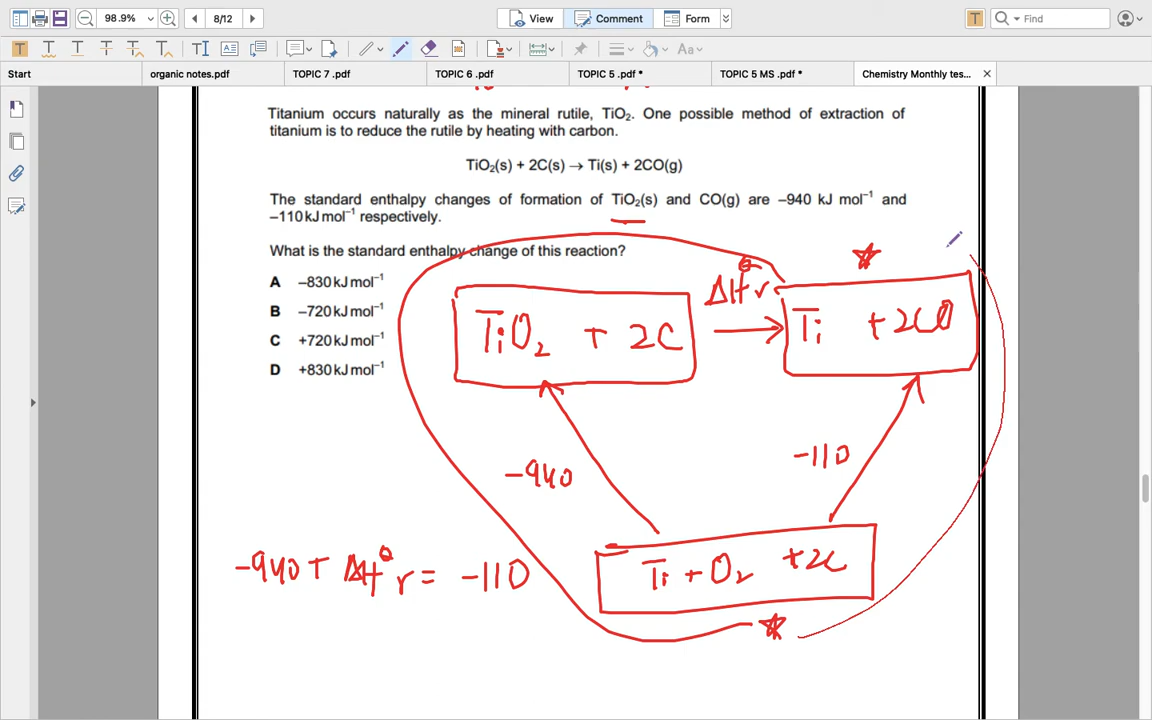 98.9%
8/12
View
Comment
Form
Find
Start
organic notes.pdf
TOPIC 7 .pdf
TOPIC 6 .pdf
TOPIC 5 .pdf *
TOPIC 5 MS .pdf *
Chemistry Monthly tes...
Titanium occurs naturally as the mineral rutile, TiO₂. One possible method of extraction of
titanium is to reduce the rutile by heating with carbon.
TiO₂(s) + 2C(s) → Ti(s) + 2CO(g)
The standard enthalpy changes of formation of TiO₂(s) and CO(g) are –940 kJ mol⁻¹ and
–110 kJ mol⁻¹ respectively.
What is the standard enthalpy change of this reaction?
A –830 kJ mol⁻¹
B –720 kJ mol⁻¹
C +720 kJ mol⁻¹
D +830 kJ mol⁻¹
ΔH°r
TiO₂ + 2C → Ti + 2CO
-940
-110
Ti + O₂ + 2C
-940 + ΔH°r = -110